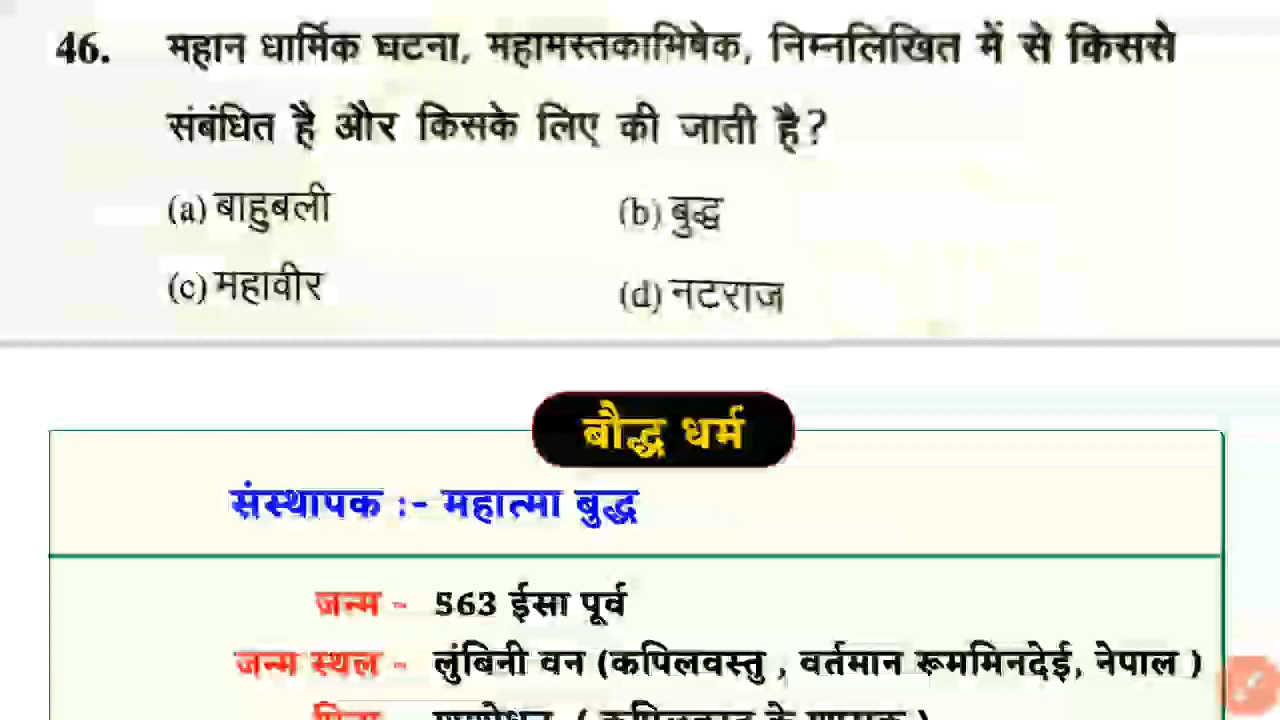 46. महान धार्मिक घटना, महामस्तकाभिषेक, निम्नलिखित में से किससे
संबंधित है और किसके लिए की जाती है?
(a) बाहुबली (b) बुद्ध
(c) महावीर (d) नटराज
बौद्ध धर्म
संस्थापक :- महात्मा बुद्ध
जन्म - 563 ईसा पूर्व
जन्म स्थल - लुंबिनी वन (कपिलवस्तु , वर्तमान रूममिनदेई, नेपाल )